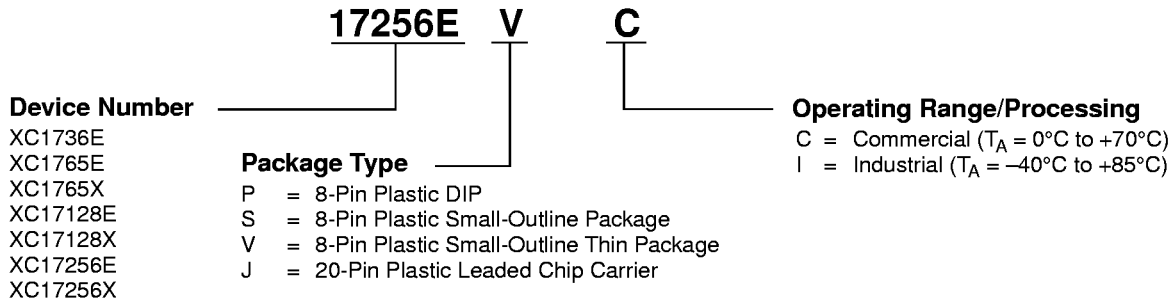 17256E V C
Device Number
XC1736E
XC1765E
XC1765X
XC17128E
XC17128X
XC17256E
XC17256X
Package Type
P = 8-Pin Plastic DIP
S = 8-Pin Plastic Small-Outline Package
V = 8-Pin Plastic Small-Outline Thin Package
J = 20-Pin Plastic Leaded Chip Carrier
Operating Range/Processing
C = Commercial (TA = 0°C to +70°C)
I = Industrial (TA = –40°C to +85°C)